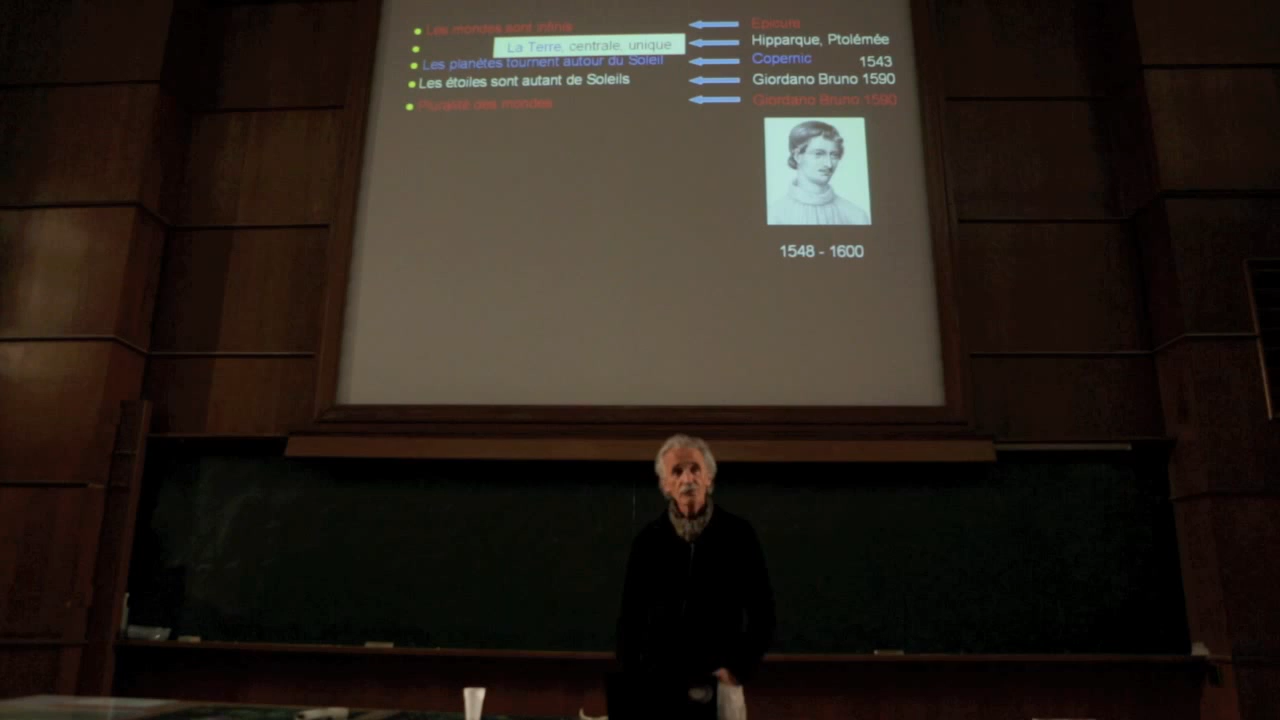 Les mondes sont infinis Epicure
La Terre, centrale, unique Hipparque, Ptolémée
Les planètes tournent autour du Soleil Copernic 1543
Les étoiles sont autant de Soleils Giordano Bruno 1590
Pluralité des mondes Giordano Bruno 1590
1548 - 1600